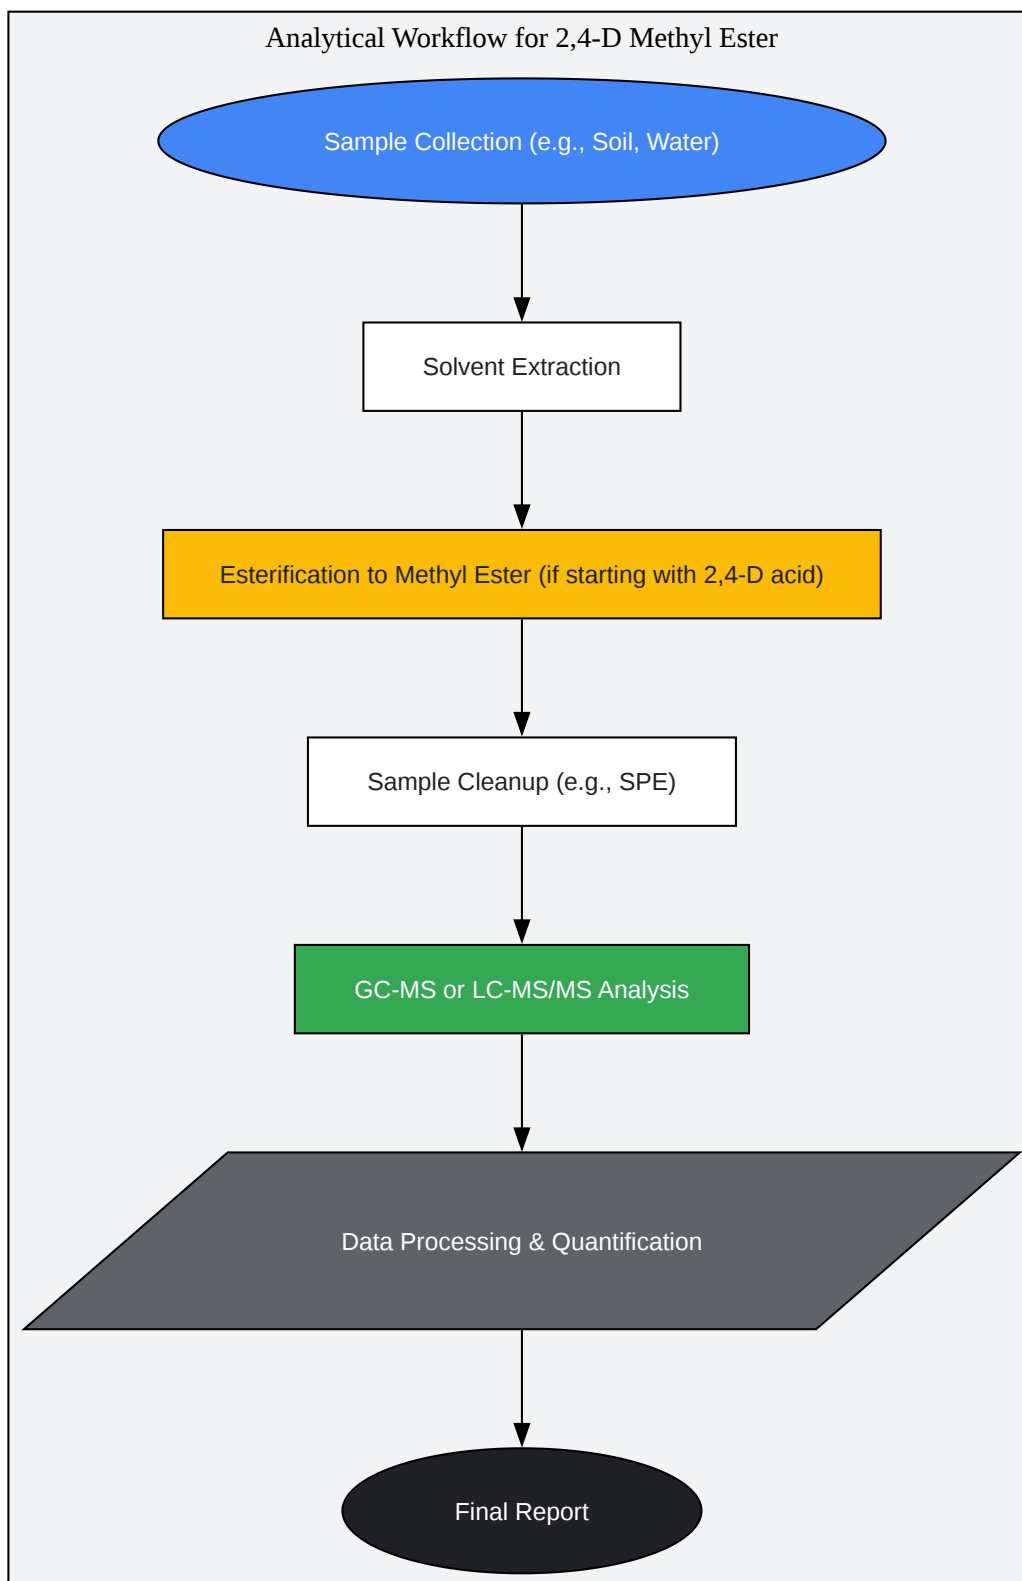 Analytical Workflow for 2,4-D Methyl Ester
Sample Collection (e.g., Soil, Water)
Solvent Extraction
Esterification to Methyl Ester (if starting with 2,4-D acid)
Sample Cleanup (e.g., SPE)
GC-MS or LC-MS/MS Analysis
Data Processing & Quantification
Final Report